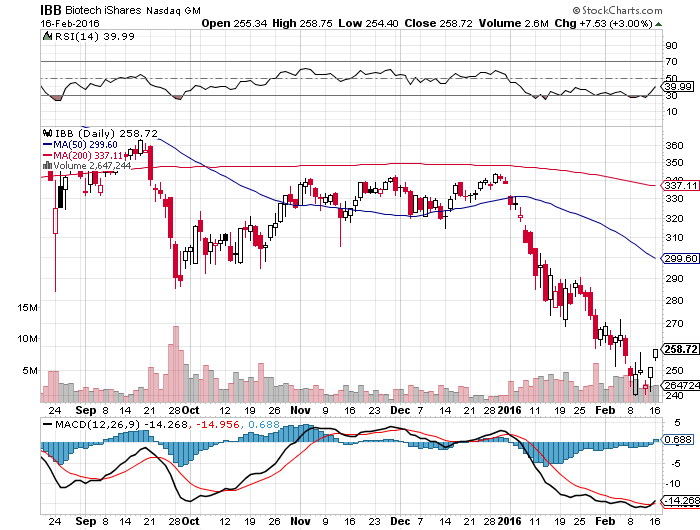 IBB Biotech iShares Nasdaq GM
© StockCharts.com
16-Feb-2016
Open 255.34 High 258.75 Low 254.40 Close 258.72 Volume 2.6M Chg +7.53 (+3.00%)
RSI(14) 39.99
90
70
50
39.99
30
10
IBB (Daily) 258.72
MA(50) 299.60
MA(200) 337.11
Volume 2,647,244
360
350
337.11
330
320
310
299.60
290
280
270
258.72
250
240
15M
10M
5M
264724
24 Sep 8 14 21 28 Oct 12 19 26 Nov 9 16 23 Dec 7 14 21 28 2016 11 19 25 Feb 8 16
MACD(12,26,9) -14.268, -14.956, 0.688
5
0.688
-5
-10
-14.268
24 Sep 8 14 21 28 Oct 12 19 26 Nov 9 16 23 Dec 7 14 21 28 2016 11 19 25 Feb 8 16